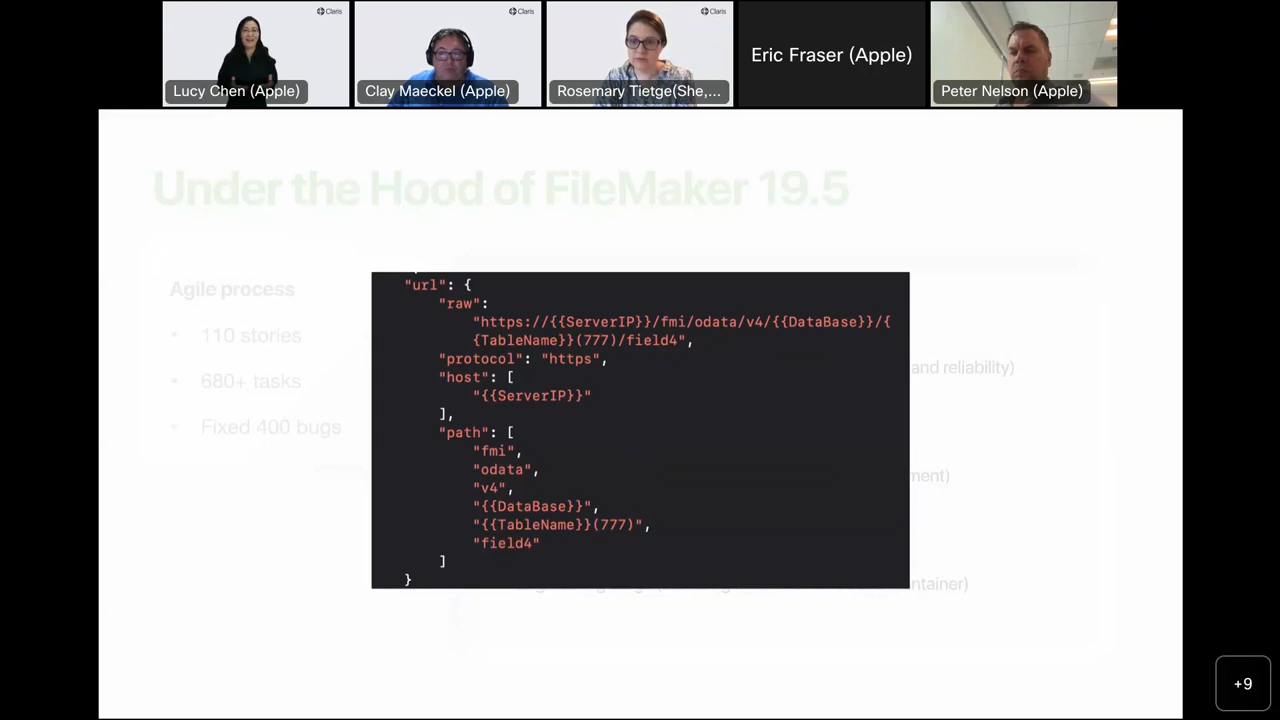 Claris
Claris
Claris
Lucy Chen (Apple)
Clay Maeckel (Apple)
Rosemary Tietge(She,...
Eric Fraser (Apple)
Peter Nelson (Apple)
Under the Hood of FileMaker 19.5
Agile process
• 110 stories
• 680+ tasks
• Fixed 400 bugs
and reliability)
ment)
ntainer)
"url": {
"raw":
"https://{{ServerIP}}/fmi/odata/v4/{{DataBase}}/{
{TableName}}(777)/field4",
"protocol": "https",
"host": [
"{{ServerIP}}"
],
"path": [
"fmi",
"odata",
"v4",
"{{DataBase}}",
"{{TableName}}(777)",
"field4"
]
}
+9